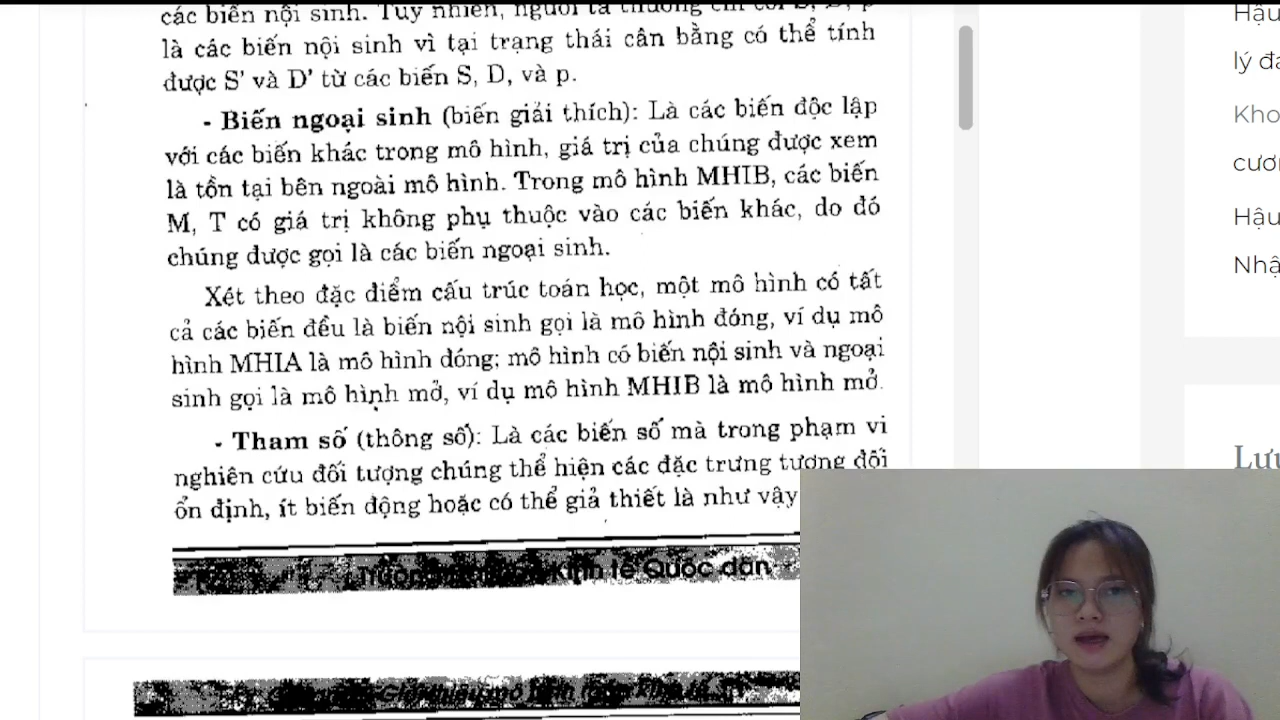 các biến nội sinh. Tuy nhiên, người ta thường chỉ coi S, D, p
là các biến nội sinh vì tại trạng thái cân bằng có thể tính
được S' và D' từ các biến S, D, và p.
- Biến ngoại sinh (biến giải thích): Là các biến độc lập
với các biến khác trong mô hình, giá trị của chúng được xem
là tồn tại bên ngoài mô hình. Trong mô hình MHIB, các biến
M, T có giá trị không phụ thuộc vào các biến khác, do đó
chúng được gọi là các biến ngoại sinh.
Xét theo đặc điểm cấu trúc toán học, một mô hình có tất
cả các biến đều là biến nội sinh gọi là mô hình đóng, ví dụ mô
hình MHIA là mô hình đóng; mô hình có biến nội sinh và ngoại
sinh gọi là mô hình mở, ví dụ mô hình MHIB là mô hình mở.
- Tham số (thông số): Là các biến số mà trong phạm vi
nghiên cứu đối tượng chúng thể hiện các đặc trưng tương đối
ổn định, ít biến động hoặc có thể giả thiết là như vậy
Kinh tế Quốc dân
Hậu
lý đa
Kho
cươn
Hậu
Nhậ
Lưu